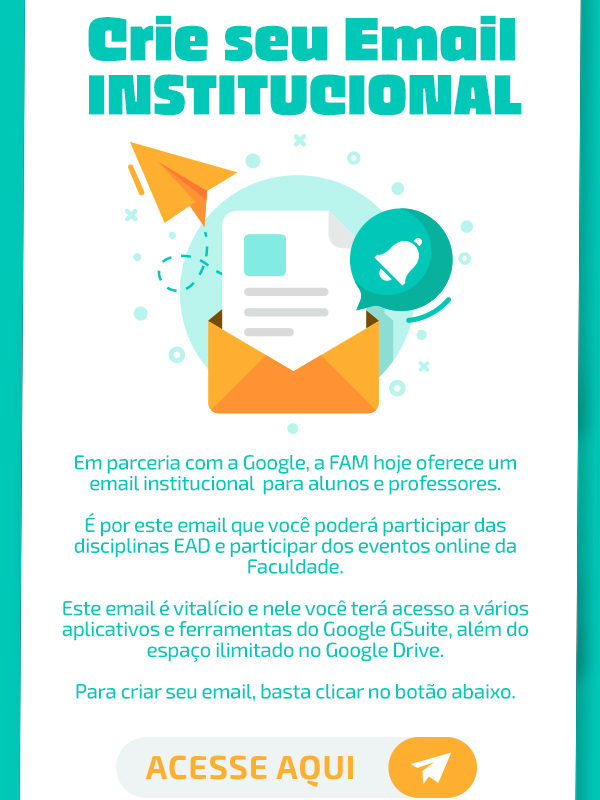 Crie seu Email
INSTITUCIONAL
Em parceria com a Google, a FAM hoje oferece um
email institucional para alunos e professores.
É por este email que você poderá participar das
disciplinas EAD e participar dos eventos online da
Faculdade.
Este email é vitalício e nele você terá acesso a vários
aplicativos e ferramentas do Google GSuite, além do
espaço ilimitado no Google Drive.
Para criar seu email, basta clicar no botão abaixo.
ACESSE AQUI